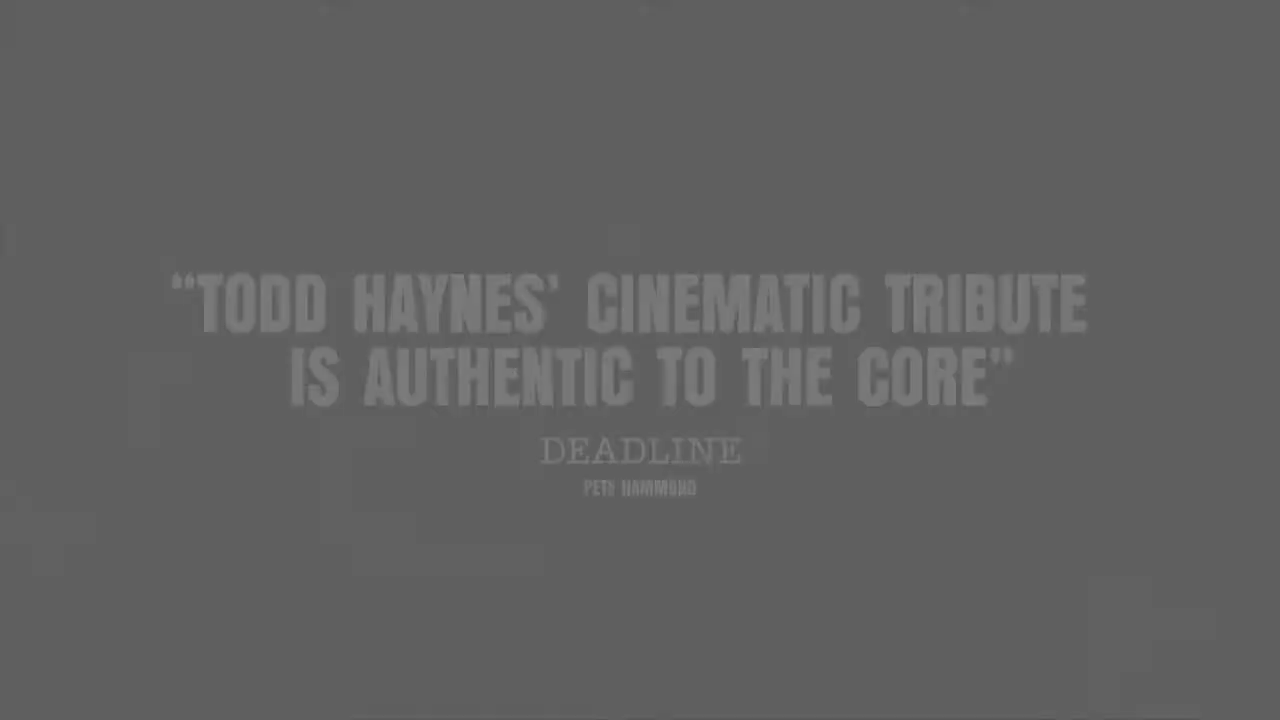 “TODD HAYNES’ CINEMATIC TRIBUTE
IS AUTHENTIC TO THE CORE”
DEADLINE
PETE HAMMOND